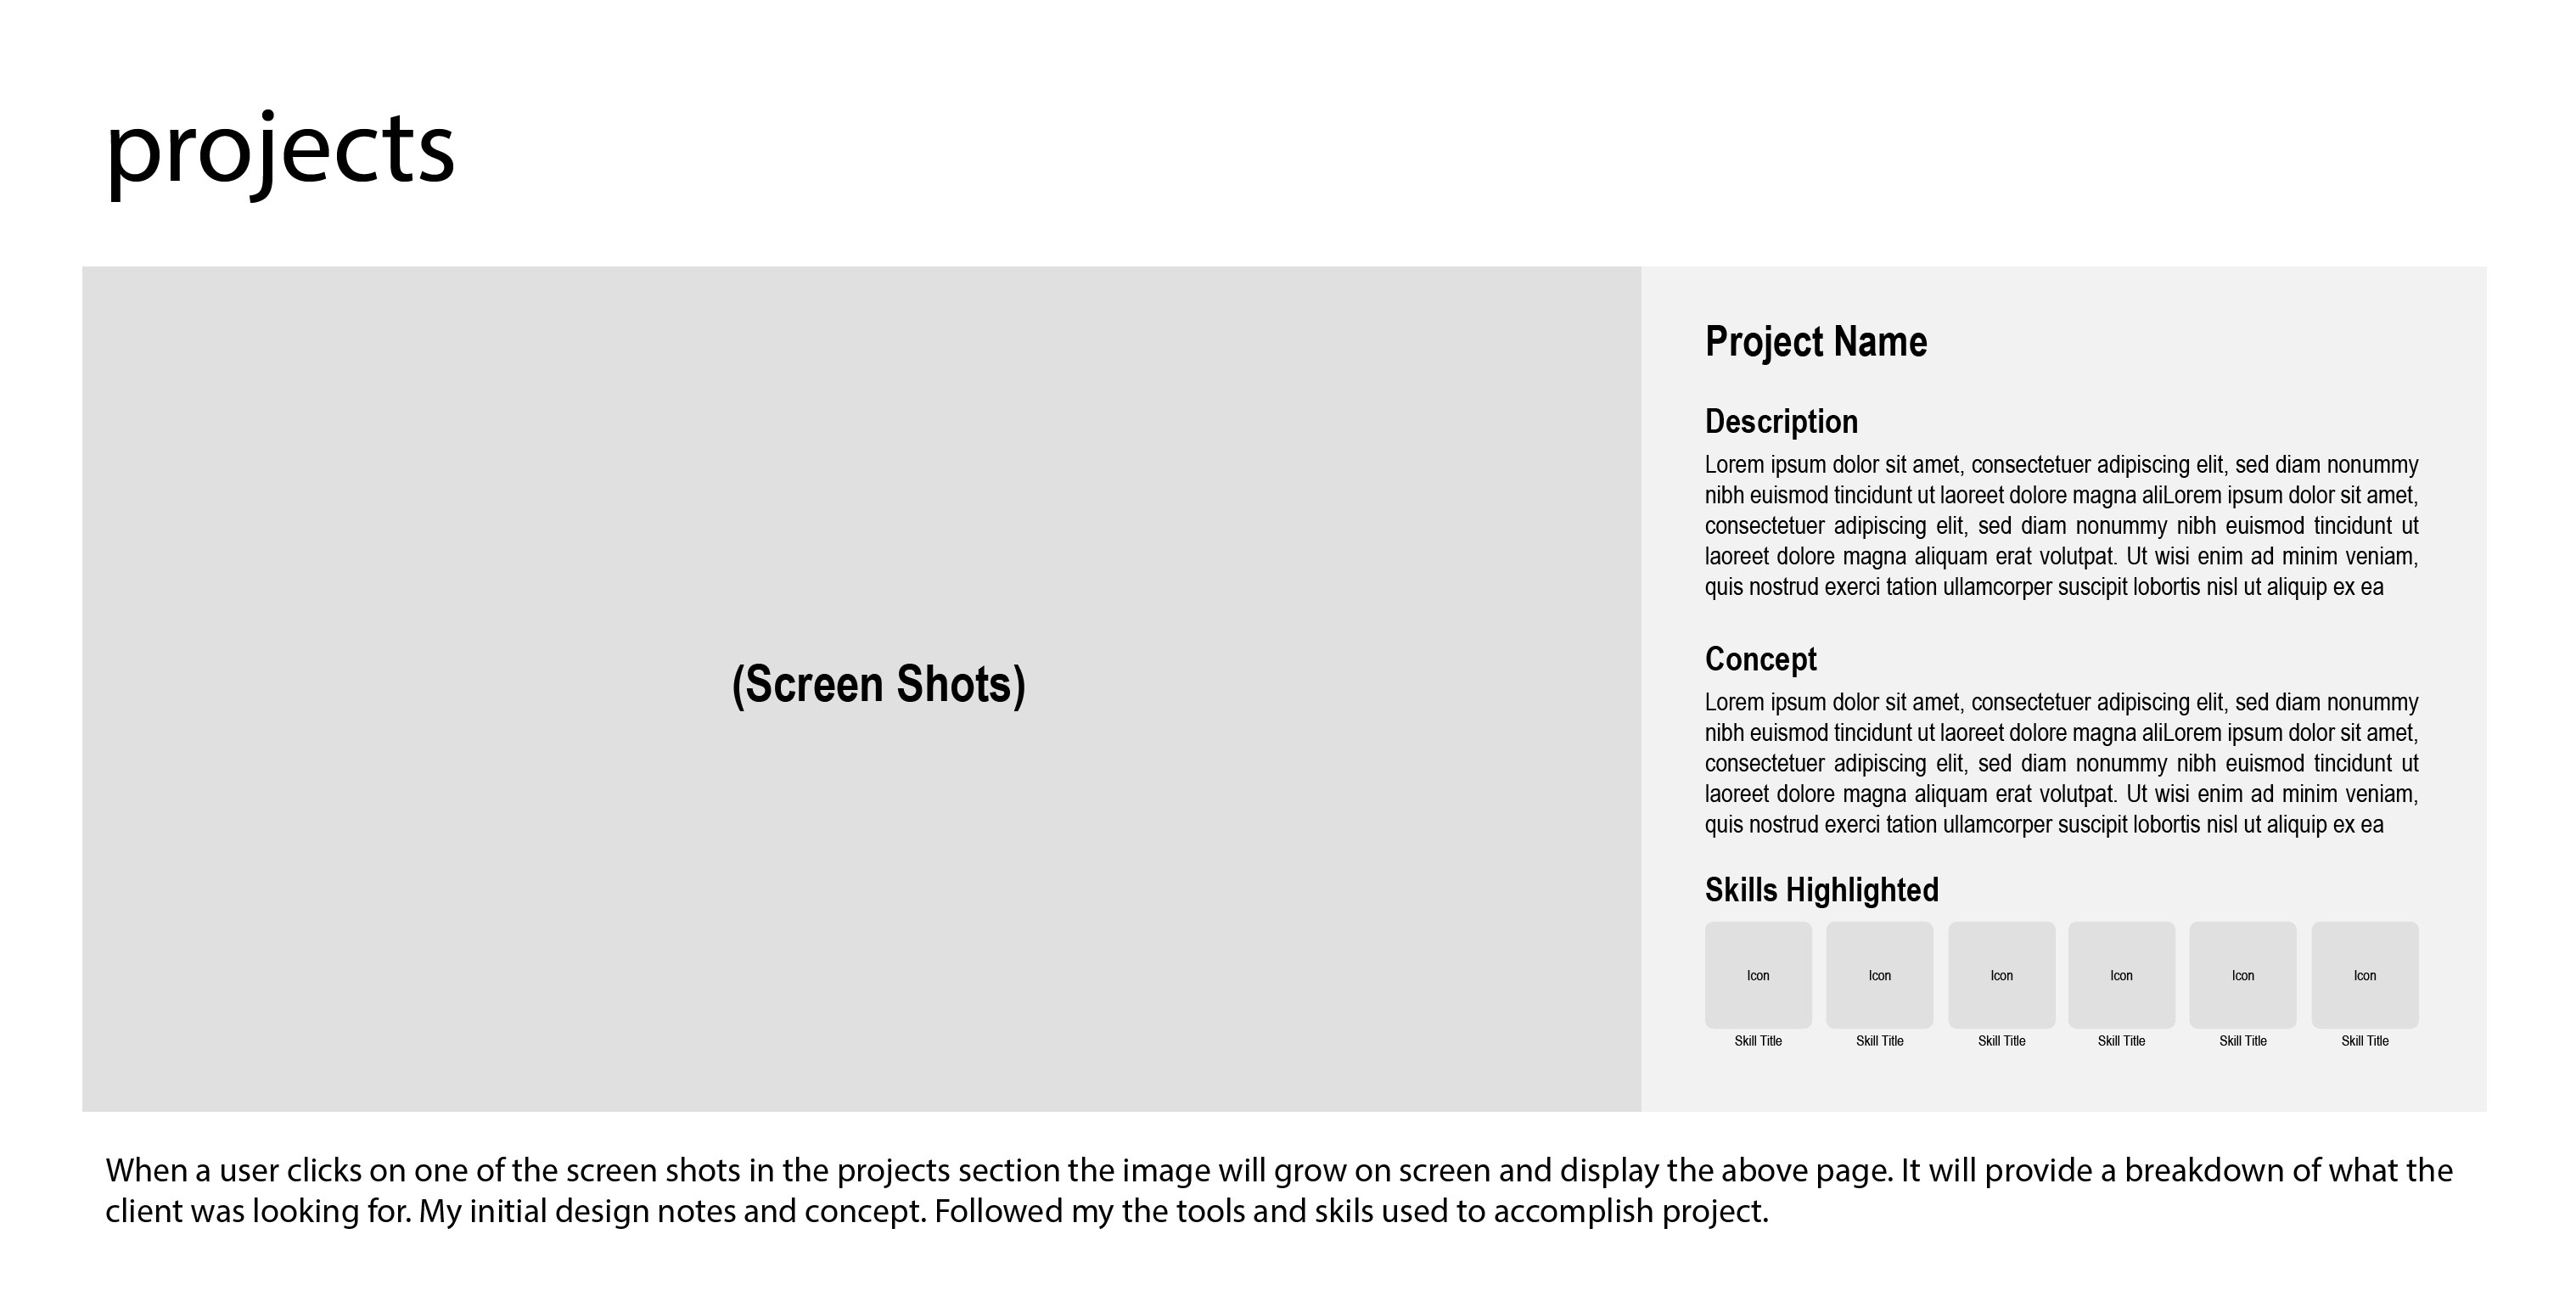 projects
(Screen Shots)
Project Name
Description
Lorem ipsum dolor sit amet, consectetuer adipiscing elit, sed diam nonummy
nibh euismod tincidunt ut laoreet dolore magna aliLorem ipsum dolor sit amet,
consectetuer adipiscing elit, sed diam nonummy nibh euismod tincidunt ut
laoreet dolore magna aliquam erat volutpat. Ut wisi enim ad minim veniam,
quis nostrud exerci tation ullamcorper suscipit lobortis nisl ut aliquip ex ea
Concept
Lorem ipsum dolor sit amet, consectetuer adipiscing elit, sed diam nonummy
nibh euismod tincidunt ut laoreet dolore magna aliLorem ipsum dolor sit amet,
consectetuer adipiscing elit, sed diam nonummy nibh euismod tincidunt ut
laoreet dolore magna aliquam erat volutpat. Ut wisi enim ad minim veniam,
quis nostrud exerci tation ullamcorper suscipit lobortis nisl ut aliquip ex ea
Skills Highlighted
Icon Icon Icon Icon Icon Icon
Skill Title Skill Title Skill Title Skill Title Skill Title Skill Title
When a user clicks on one of the screen shots in the projects section the image will grow on screen and display the above page. It will provide a breakdown of what the
client was looking for. My initial design notes and concept. Followed my the tools and skils used to accomplish project.